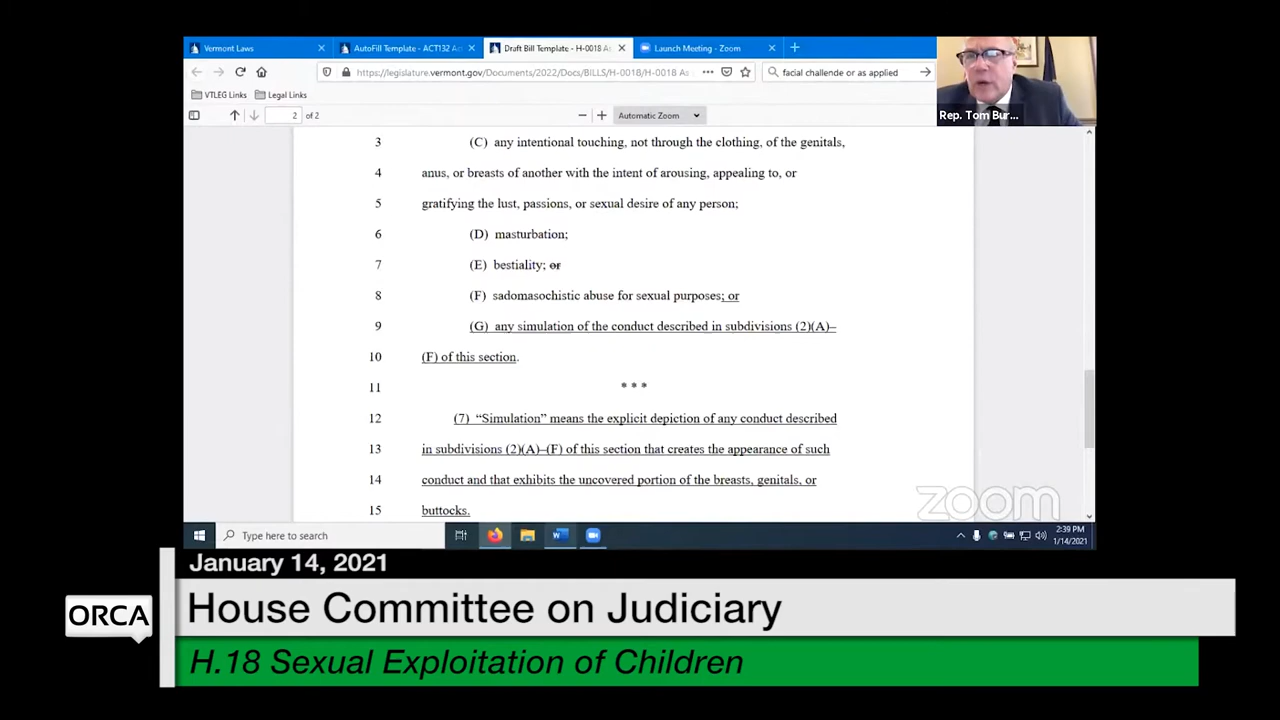 Vermont Laws
AutoFill Template - ACT132 A
Draft Bill Template - H-0018 As
Launch Meeting - Zoom
https://legislature.vermont.gov/Documents/2022/Docs/BILLS/H-0018/H-0018 As
facial challende or as applied
VTLEG Links
Legal Links
2 of 2
Automatic Zoom
Rep. Tom Bur...
3 (C) any intentional touching, not through the clothing, of the genitals,
4 anus, or breasts of another with the intent of arousing, appealing to, or
5 gratifying the lust, passions, or sexual desire of any person;
6 (D) masturbation;
7 (E) bestiality; or
8 (F) sadomasochistic abuse for sexual purposes; or
9 (G) any simulation of the conduct described in subdivisions (2)(A)–
10 (F) of this section.
11 * * *
12 (7) “Simulation” means the explicit depiction of any conduct described
13 in subdivisions (2)(A)–(F) of this section that creates the appearance of such
14 conduct and that exhibits the uncovered portion of the breasts, genitals, or
15 buttocks.
zoom
Type here to search
2:39 PM
1/14/2021
January 14, 2021
ORCA
House Committee on Judiciary
H.18 Sexual Exploitation of Children